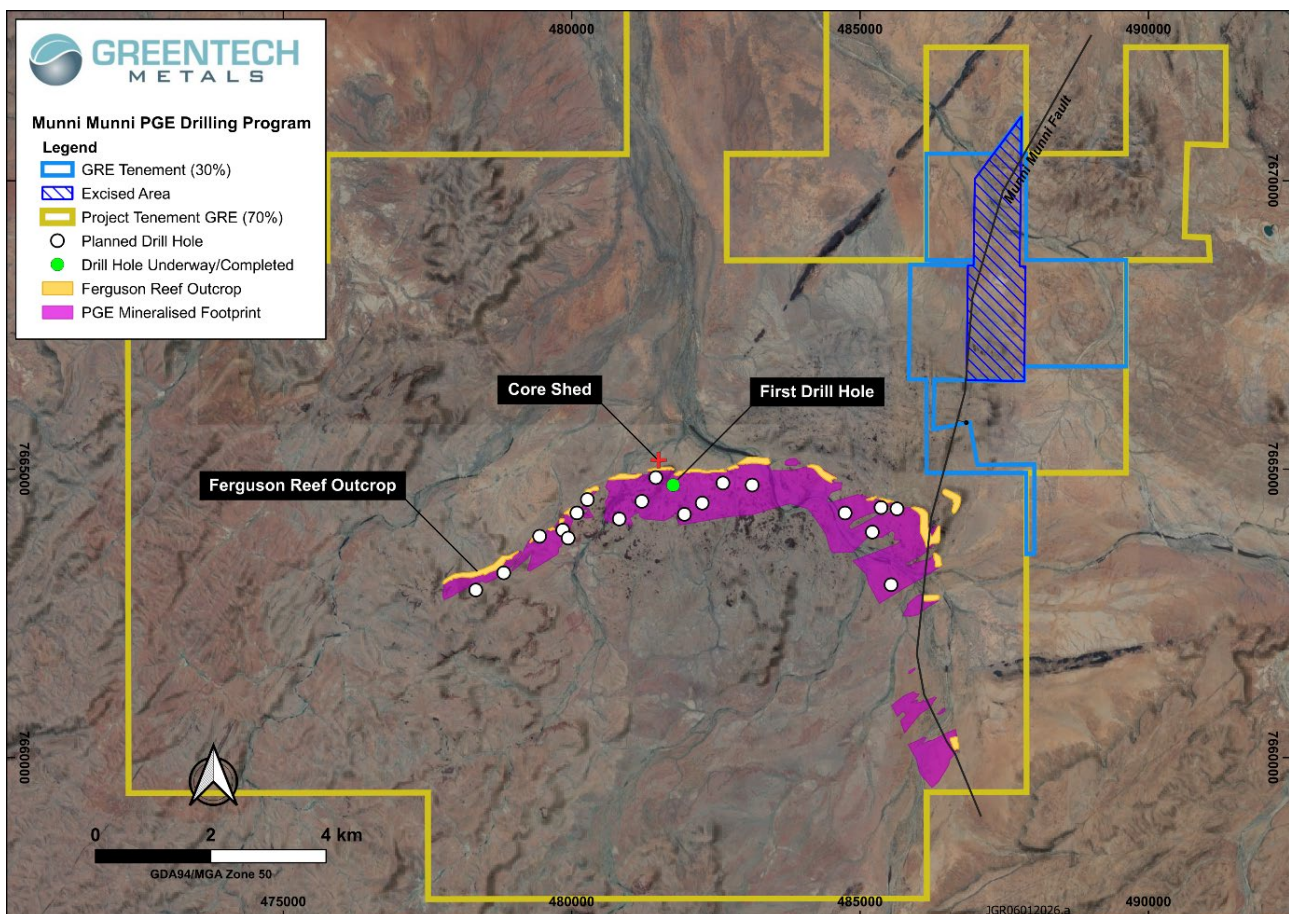 480000
485000
490000
GREENTECH
METALS
Munni Munni PGE Drilling Program
Legend
GRE Tenement (30%)
Excised Area
Project Tenement GRE (70%)
Planned Drill Hole
Drill Hole Underway/Completed
Ferguson Reef Outcrop
PGE Mineralised Footprint
Munni Munni Fault
7670000
Core Shed
First Drill Hole
7665000
7665000
Ferguson Reef Outcrop
7660000
7660000
0 2 4 km
GDA94/MGA Zone 50
475000
480000
485000
490000
JGR06012026.a